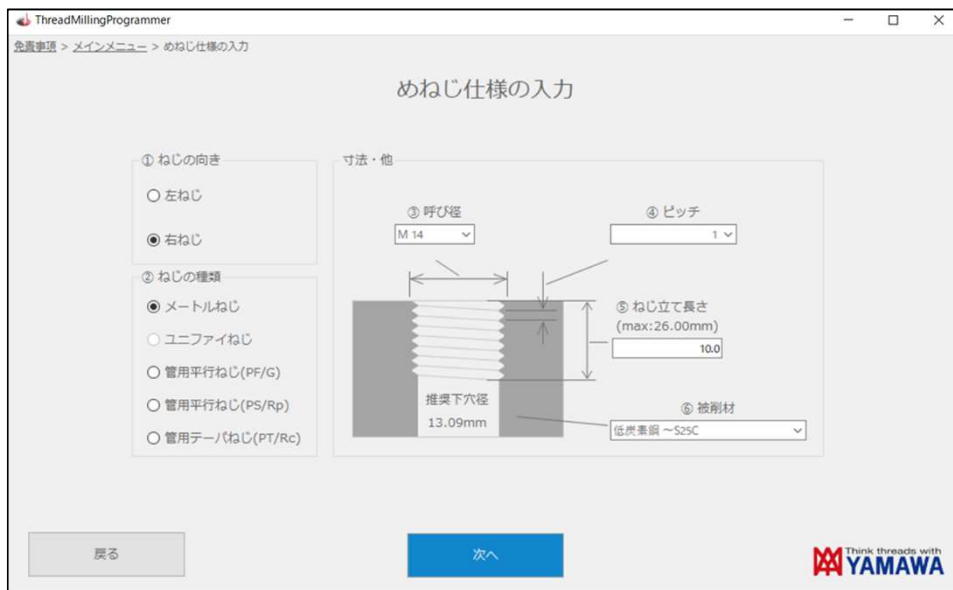 ThreadMillingProgrammer
免責事項 > メインメニュー > めねじ仕様の入力
めねじ仕様の入力
① ねじの向き
左ねじ
右ねじ
② ねじの種類
メートルねじ
ユニファイねじ
管用平行ねじ(PF/G)
管用平行ねじ(PS/Rp)
管用テーパねじ(PT/Rc)
寸法・他
③ 呼び径
M 14
④ ピッチ
1
⑤ ねじ立て長さ
(max:26.00mm)
10.0
推奨下穴径
13.09mm
⑥ 被削材
低炭素鋼 ～S25C
戻る
次へ
Think threads with
YAMAWA